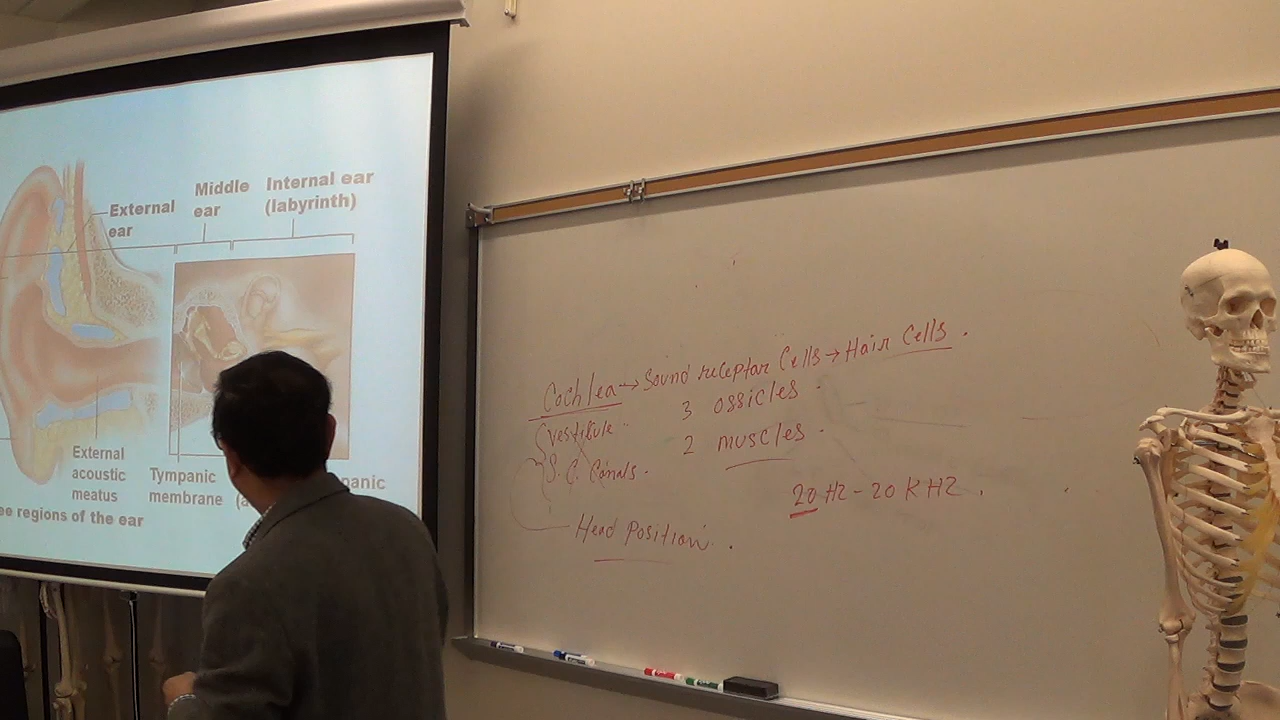 Middle
ear
Internal ear
(labyrinth)
External
ear
External
acoustic
meatus
Tympanic
membrane
panic
ee regions of the ear
Cochlea → Sound receptor Cells → Hair Cells.
Vestibule
3 ossicles.
S.C. Canals.
2 muscles.
20 HZ - 20 KHZ.
Head Position.